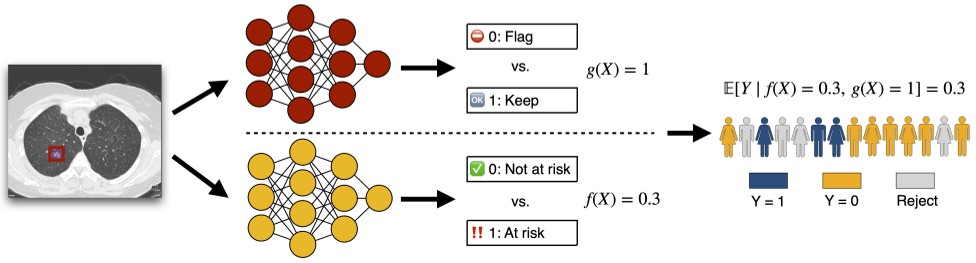 0: Flag
vs.
g(X) = 1
OK 1: Keep
0: Not at risk
vs.
f(X) = 0.3
!! 1: At risk
𝔼[Y | f(X) = 0.3, g(X) = 1] = 0.3
Y = 1 Y = 0 Reject